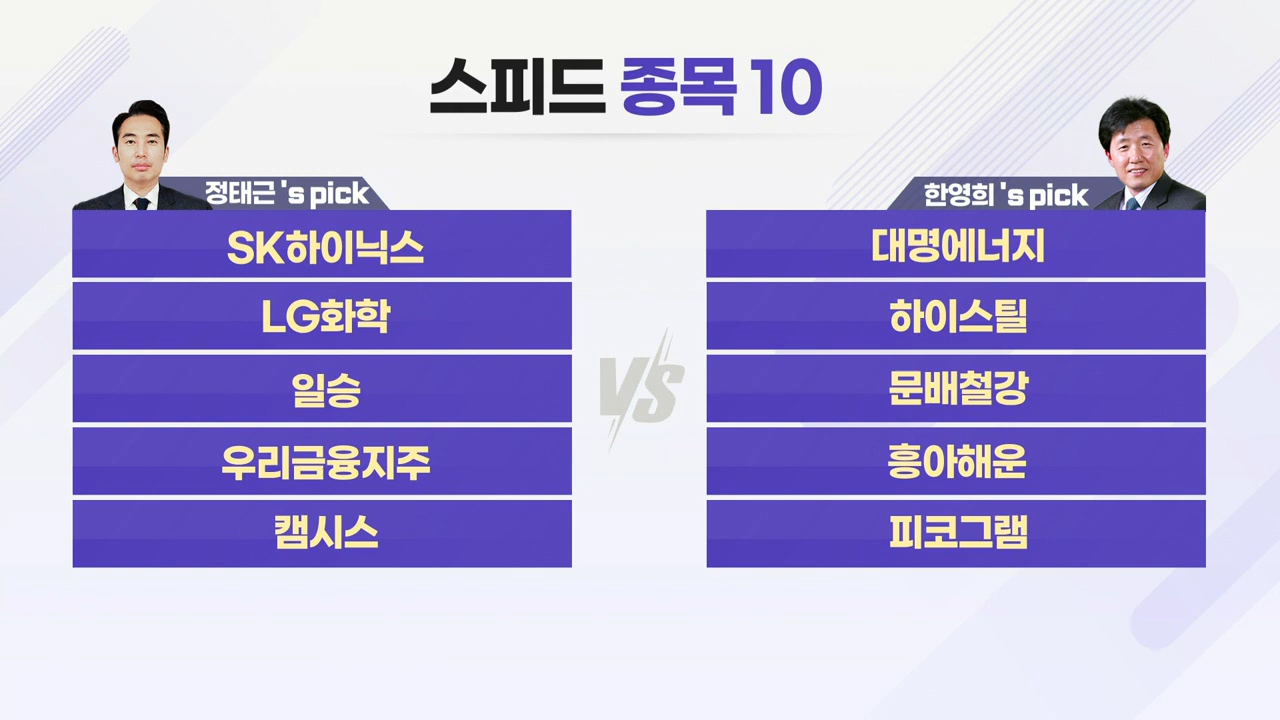 스피드 종목 10
정태근 's pick
SK하이닉스
LG화학
일승
우리금융지주
캠시스
VS
한영희 's pick
대명에너지
하이스틸
문배철강
흥아해운
피코그램